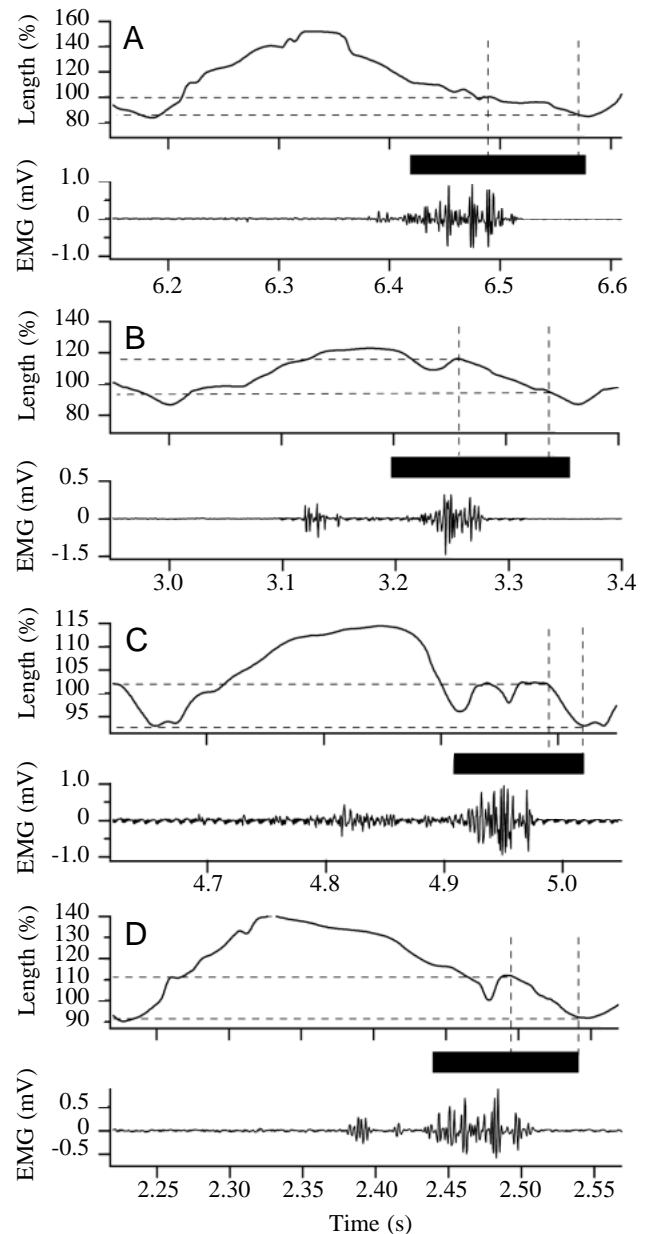 A
Length (%)
160
140
120
100
80
EMG (mV)
1.0
0
-1.0
6.2 6.3 6.4 6.5 6.6
B
Length (%)
140
120
100
80
EMG (mV)
0.5
0
-1.5
3.0 3.1 3.2 3.3 3.4
C
Length (%)
115
105
100
95
EMG (mV)
1.0
0
-1.0
4.7 4.8 4.9 5.0
D
Length (%)
140
130
110
100
90
EMG (mV)
0.5
0
-0.5
2.25 2.30 2.35 2.40 2.45 2.50 2.55
Time (s)